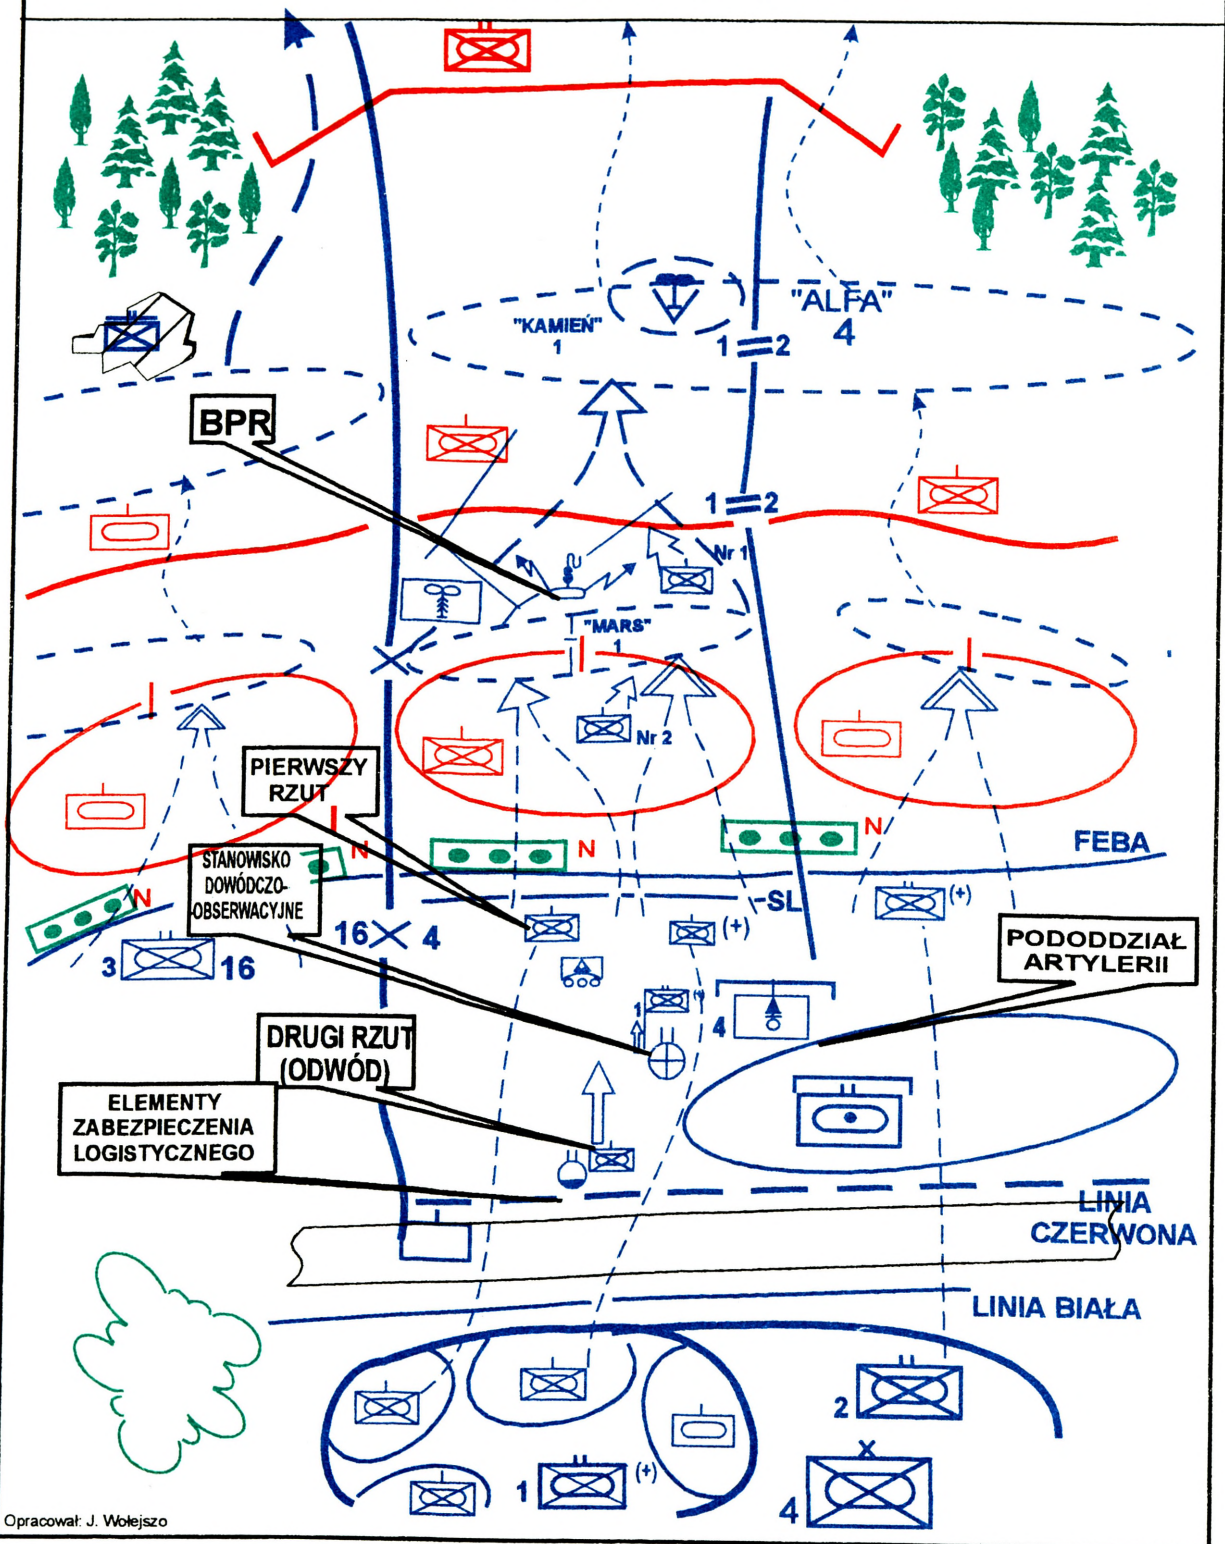 "ALFA"
4
"KAMIEŃ"
1
1 2
BPR
1 2
Nr 1
"MARS"
1
Nr 2
PIERWSZY
RZUT
N
N
N
FEBA
STANOWISKO
DOWÓDCZO-
-OBSERWACYJNE
N
SL
(+)
16 4
(+)
3 16
PODODDZIAŁ
ARTYLERII
1
4
DRUGI RZUT
(ODWÓD)
ELEMENTY
ZABEZPIECZENIA
LOGISTYCZNEGO
LINIA
CZERWONA
LINIA BIAŁA
2
1 (+)
4
Opracował: J. Wołejszo